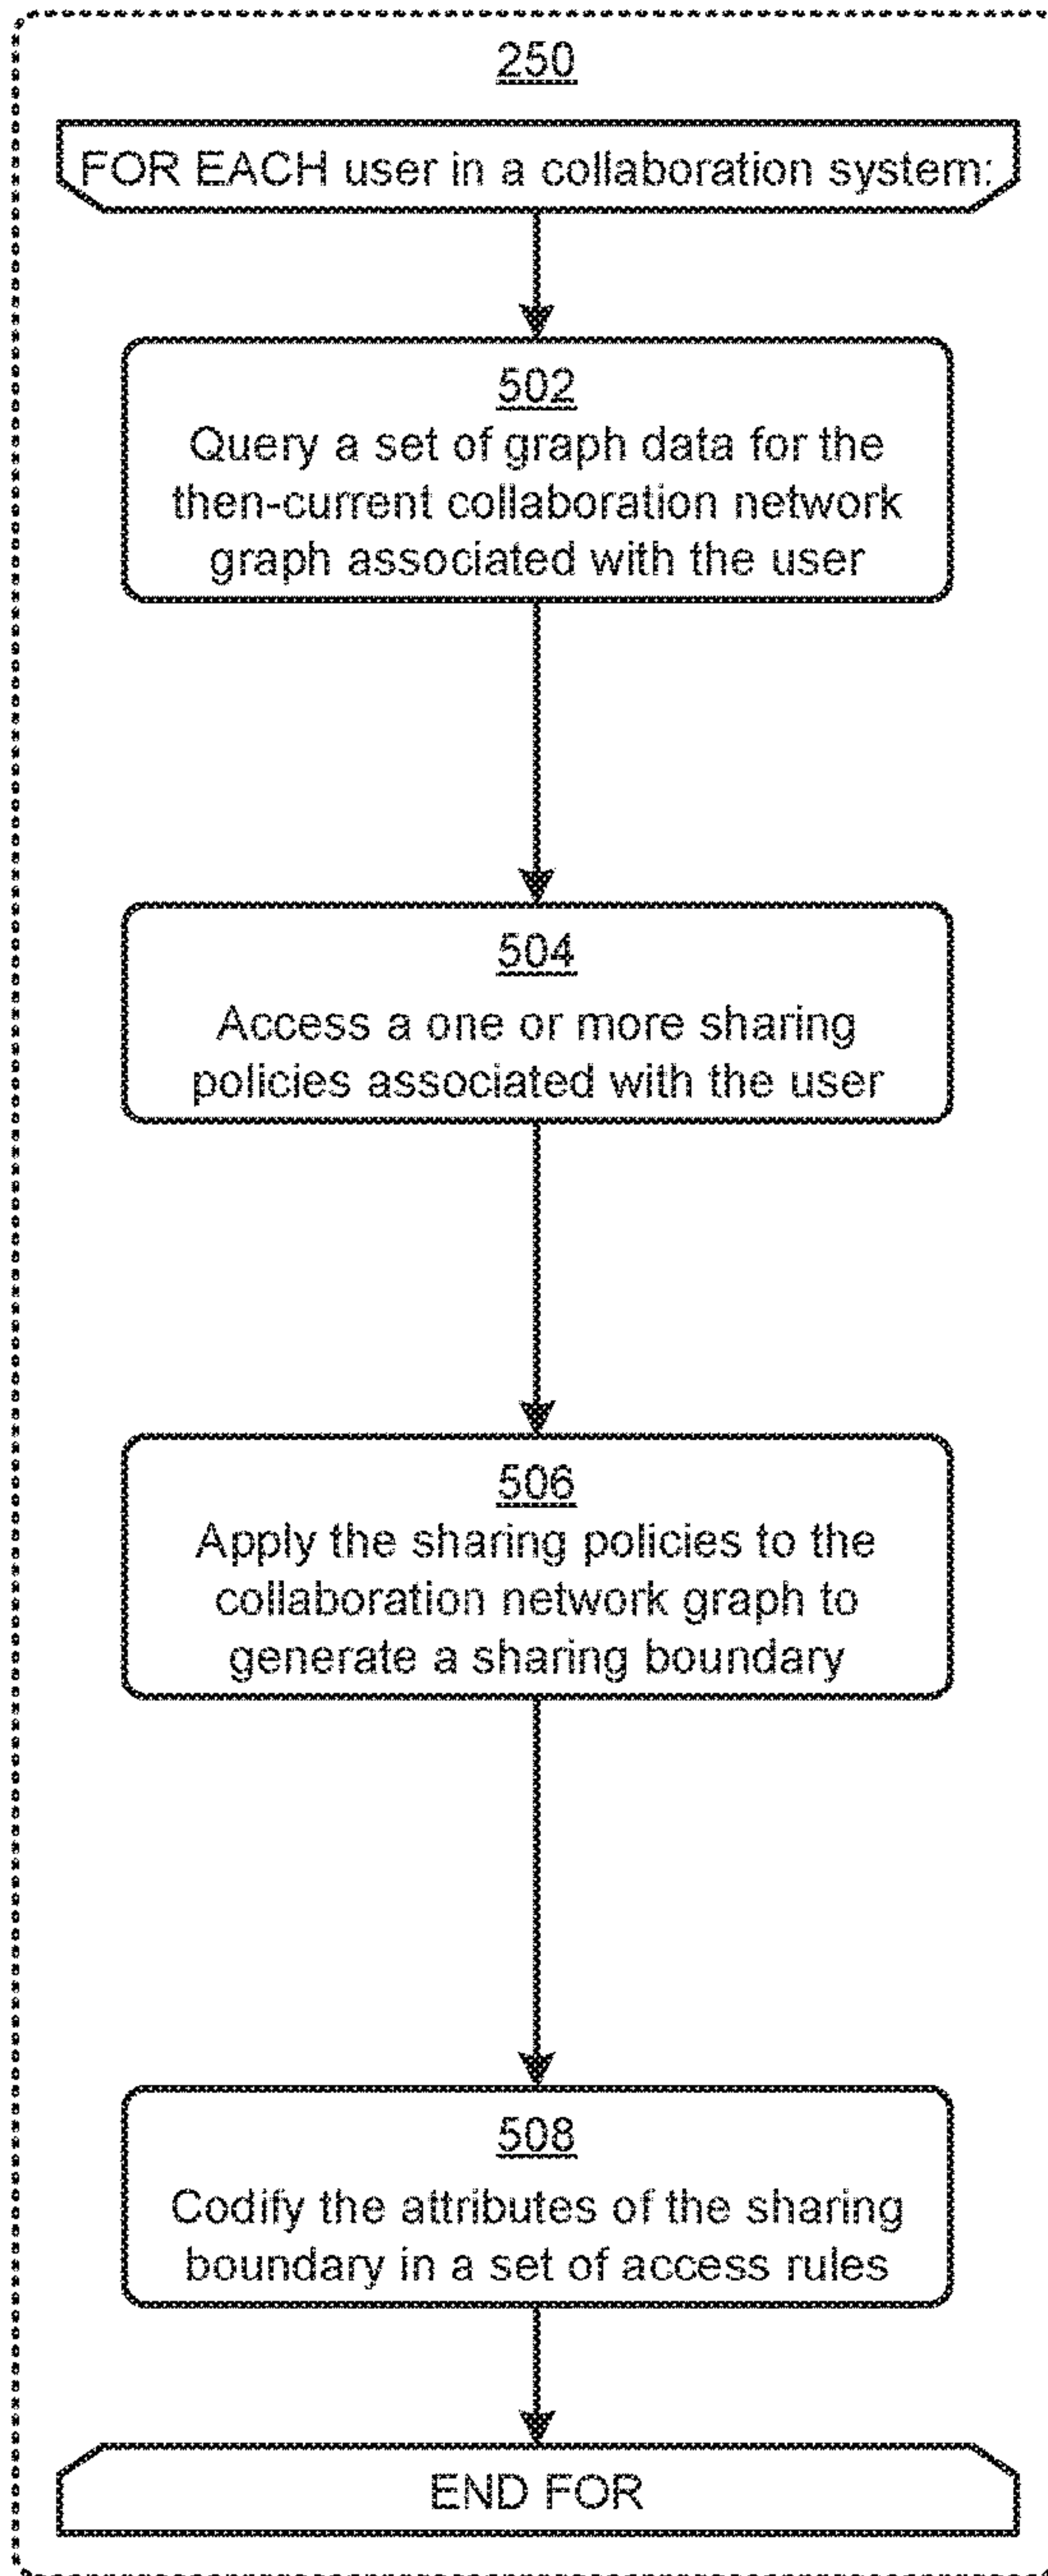 250
FOR EACH user in a collaboration system:
502
Query a set of graph data for the
then-current collaboration network
graph associated with the user
504
Access a one or more sharing
policies associated with the user
506
Apply the sharing policies to the
collaboration network graph to
generate a sharing boundary
508
Codify the attributes of the sharing
boundary in a set of access rules
END FOR